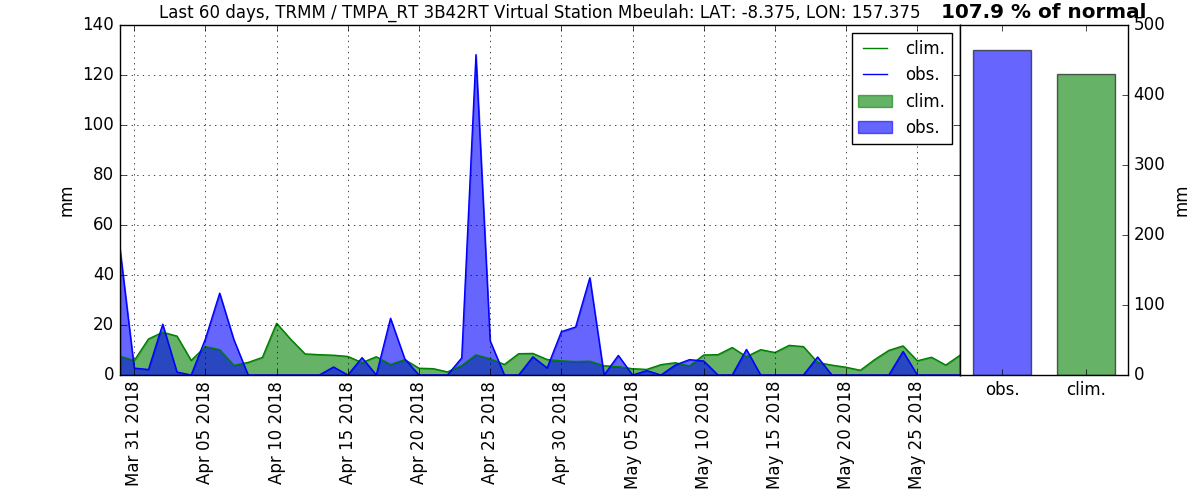 Last 60 days, TRMM / TMPA_RT 3B42RT Virtual Station Mbeulah: LAT: -8.375, LON: 157.375
107.9 % of normal
140
120
100
80
60
40
20
0
mm
clim.
obs.
clim.
obs.
500
400
300
200
100
0
mm
obs.
clim.
Mar 31 2018
Apr 05 2018
Apr 10 2018
Apr 15 2018
Apr 20 2018
Apr 25 2018
Apr 30 2018
May 05 2018
May 10 2018
May 15 2018
May 20 2018
May 25 2018